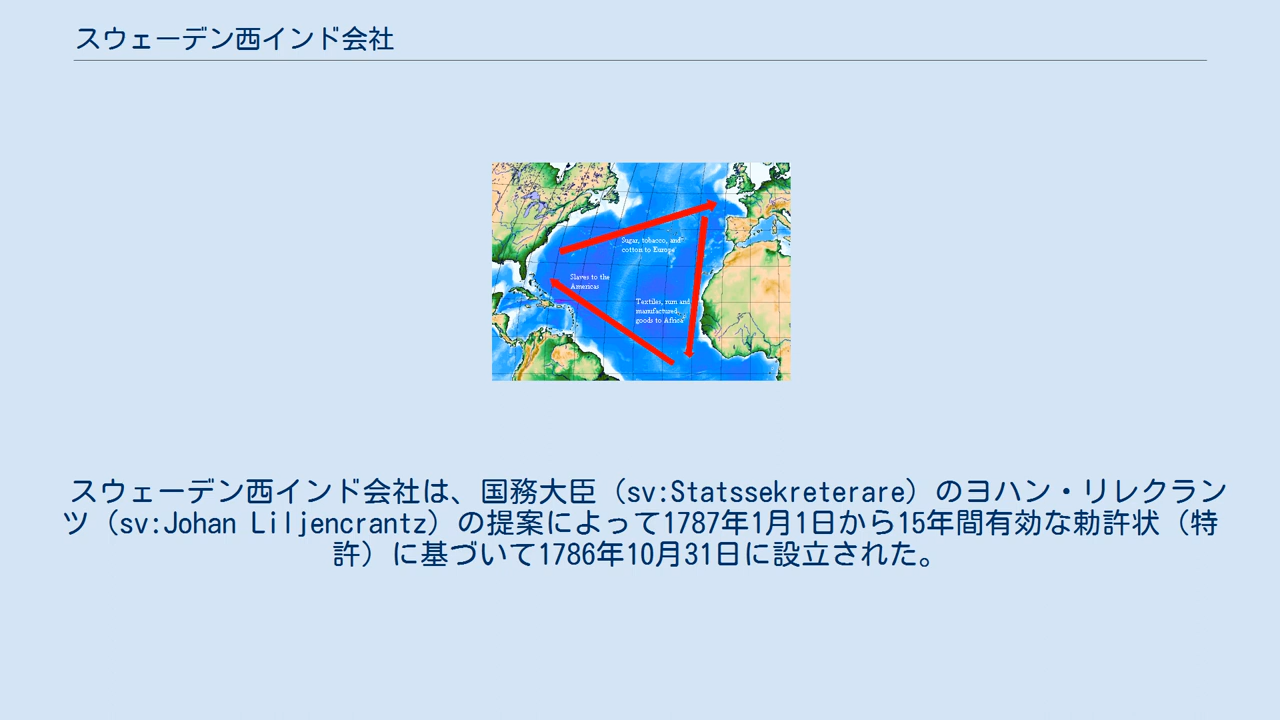 スウェーデン西インド会社
Sugar, tobacco, and
cotton to Europe
Slaves to the
Americas
Textiles, rum and
manufactured
goods to Africa
スウェーデン西インド会社は、国務大臣（sv:Statssekreterare）のヨハン・リレクラン
ツ（sv:Johan Liljencrantz）の提案によって1787年1月1日から15年間有効な勅許状（特
許）に基づいて1786年10月31日に設立された。